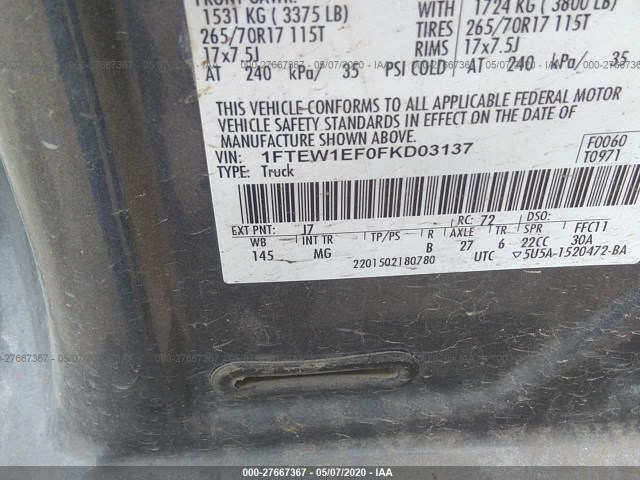 1531 KG ( 3375 LB) WITH 1724 KG ( 3800 LB)
265/70R17 115T TIRES 265/70R17 115T
17x7.5J RIMS 17x7.5J
AT 240 kPa/ 35 PSI COLD AT 240 kPa/ 35
THIS VEHICLE CONFORMS TO ALL APPLICABLE FEDERAL MOTOR
VEHICLE SAFETY STANDARDS IN EFFECT ON THE DATE OF
MANUFACTURE SHOWN ABOVE.
VIN: 1FTEW1EF0FKD03137 F0060
TYPE: Truck T0971
EXT PNT: J7 RC: 72 DSO:
WB INT TR TP/PS R AXLE TR SPR FFC11
145 MG B 27 6 22CC 30A
2201502180780 UTC ▽5U5A-1520472-BA
000-27667367 - 05/07/2020 - IAA